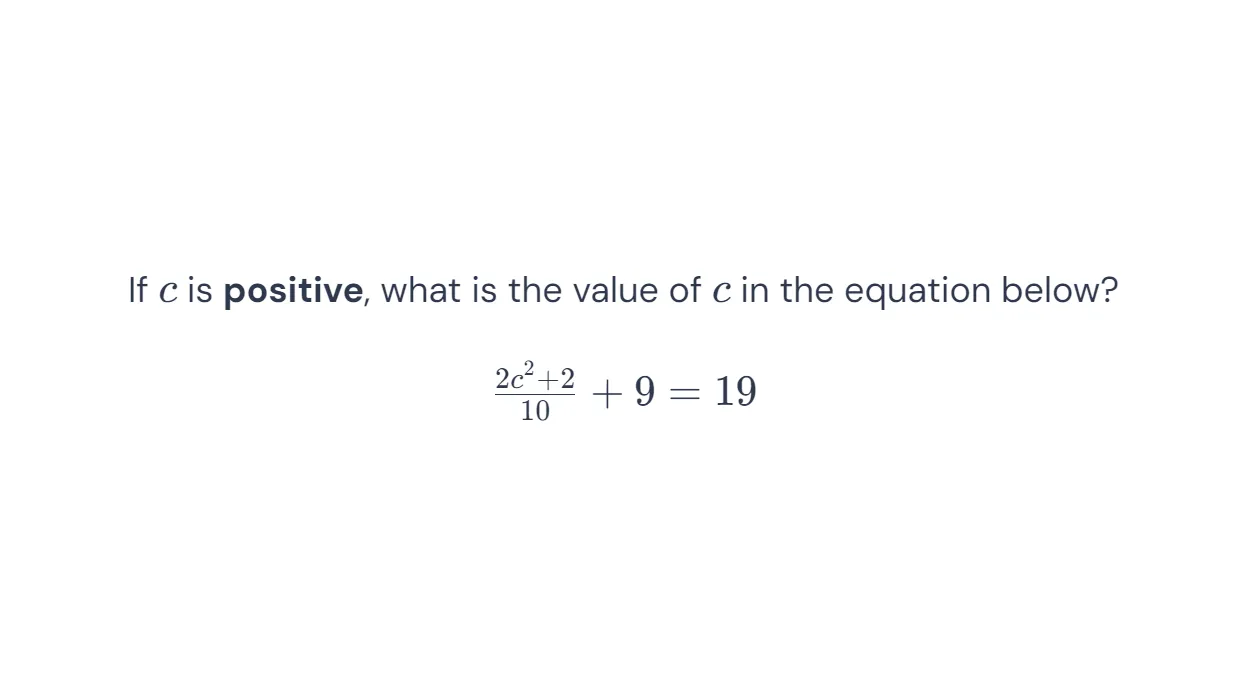 If c is positive, what is the value of c in the equation below?
\frac{2c^2+2}{10} + 9 = 19